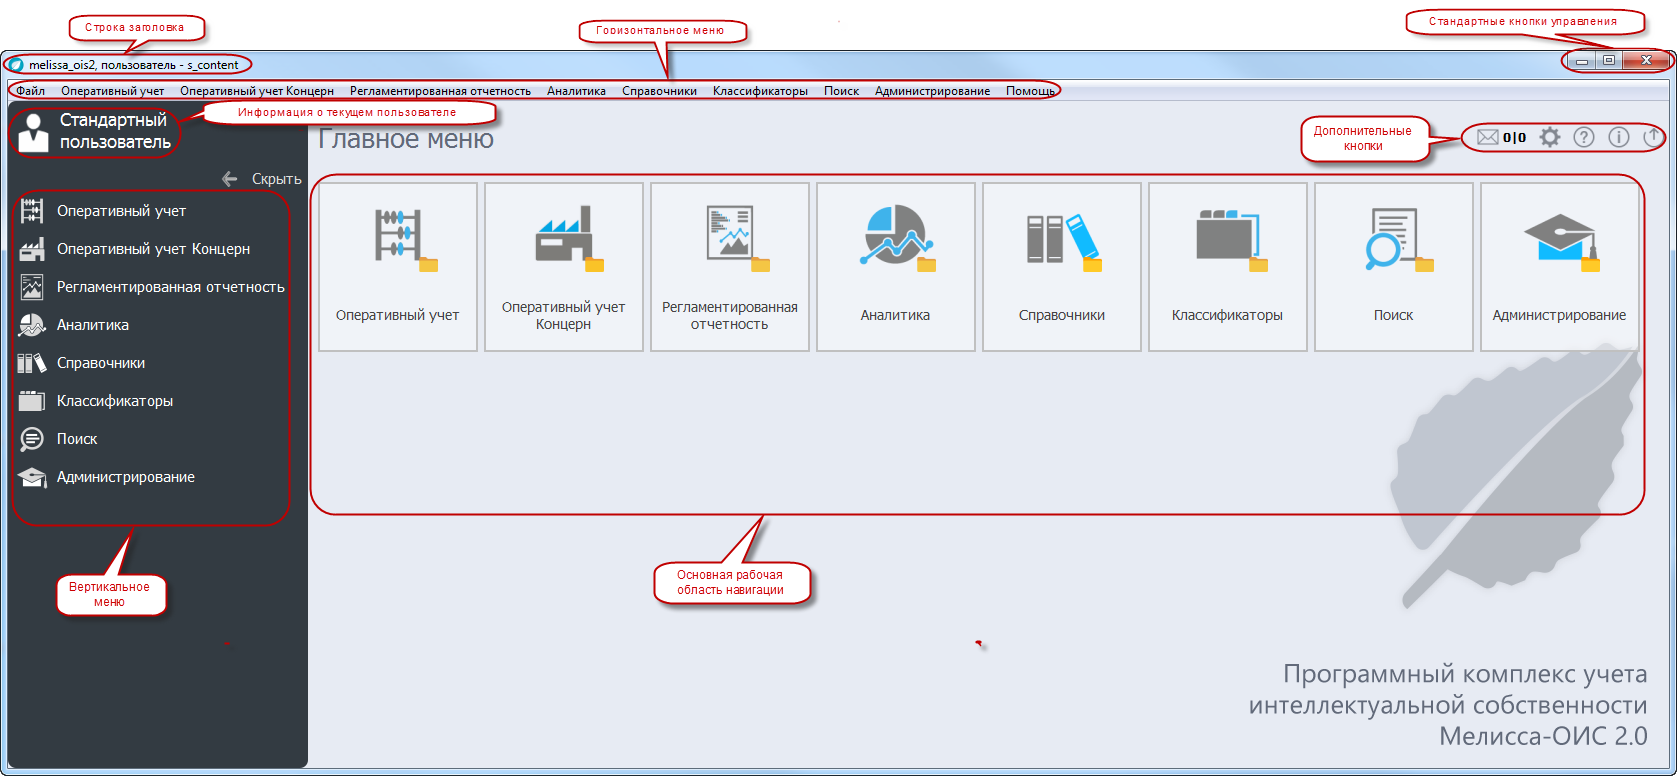 Строка заголовка
Горизонтальное меню
Стандартные кнопки управления
melissa_ois2, пользователь - s_content
Файл Оперативный учет Оперативный учет Концерн Регламентированная отчетность Аналитика Справочники Классификаторы Поиск Администрирование Помощь
Информация о текущем пользователе
Стандартный
пользователь
Главное меню
Дополнительные
кнопки
0|0
Скрыть
Оперативный учет
Оперативный учет Концерн
Регламентированная отчетность
Аналитика
Справочники
Классификаторы
Поиск
Администрирование
Оперативный учет
Оперативный учет
Концерн
Регламентированная
отчетность
Аналитика
Справочники
Классификаторы
Поиск
Администрирование
Вертикальное
меню
Основная рабочая
область навигации
Программный комплекс учета
интеллектуальной собственности
Мелисса-ОИС 2.0